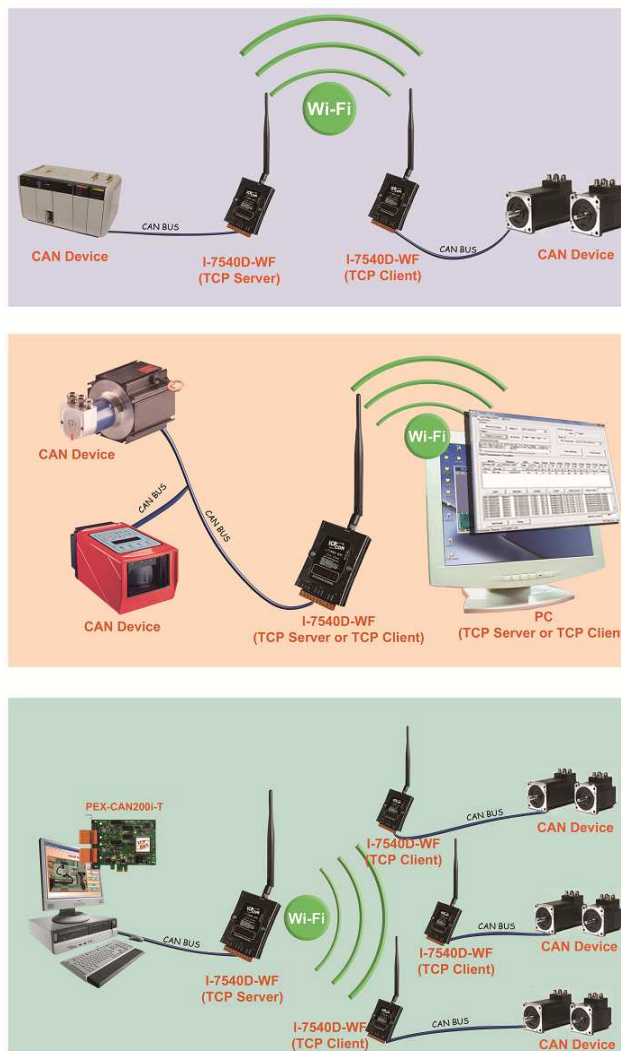 Wi-Fi
CAN BUS
CAN Device
I-7540D-WF
(TCP Server)
I-7540D-WF
(TCP Client)
CAN BUS
CAN Device
Wi-Fi
CAN Device
CAN BUS
CAN BUS
ICP
CON
CAN Device
I-7540D-WF
(TCP Server or TCP Client)
PC
(TCP Server or TCP Client
PEX-CAN200i-T
CAN BUS
I-7540D-WF
(TCP Server)
Wi-Fi
CAN BUS
I-7540D-WF
(TCP Client)
CAN Device
CAN BUS
I-7540D-WF
(TCP Client)
CAN Device
I-7540D-WF
(TCP Client)
CAN BUS
CAN Device